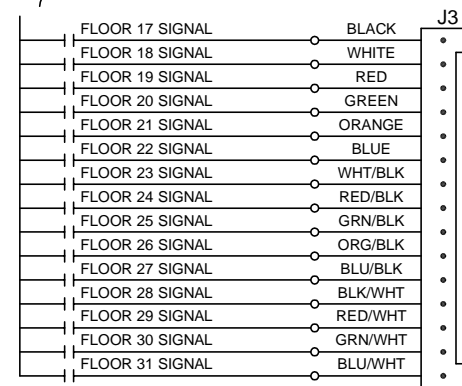 J3
FLOOR 17 SIGNAL BLACK
FLOOR 18 SIGNAL WHITE
FLOOR 19 SIGNAL RED
FLOOR 20 SIGNAL GREEN
FLOOR 21 SIGNAL ORANGE
FLOOR 22 SIGNAL BLUE
FLOOR 23 SIGNAL WHT/BLK
FLOOR 24 SIGNAL RED/BLK
FLOOR 25 SIGNAL GRN/BLK
FLOOR 26 SIGNAL ORG/BLK
FLOOR 27 SIGNAL BLU/BLK
FLOOR 28 SIGNAL BLK/WHT
FLOOR 29 SIGNAL RED/WHT
FLOOR 30 SIGNAL GRN/WHT
FLOOR 31 SIGNAL BLU/WHT